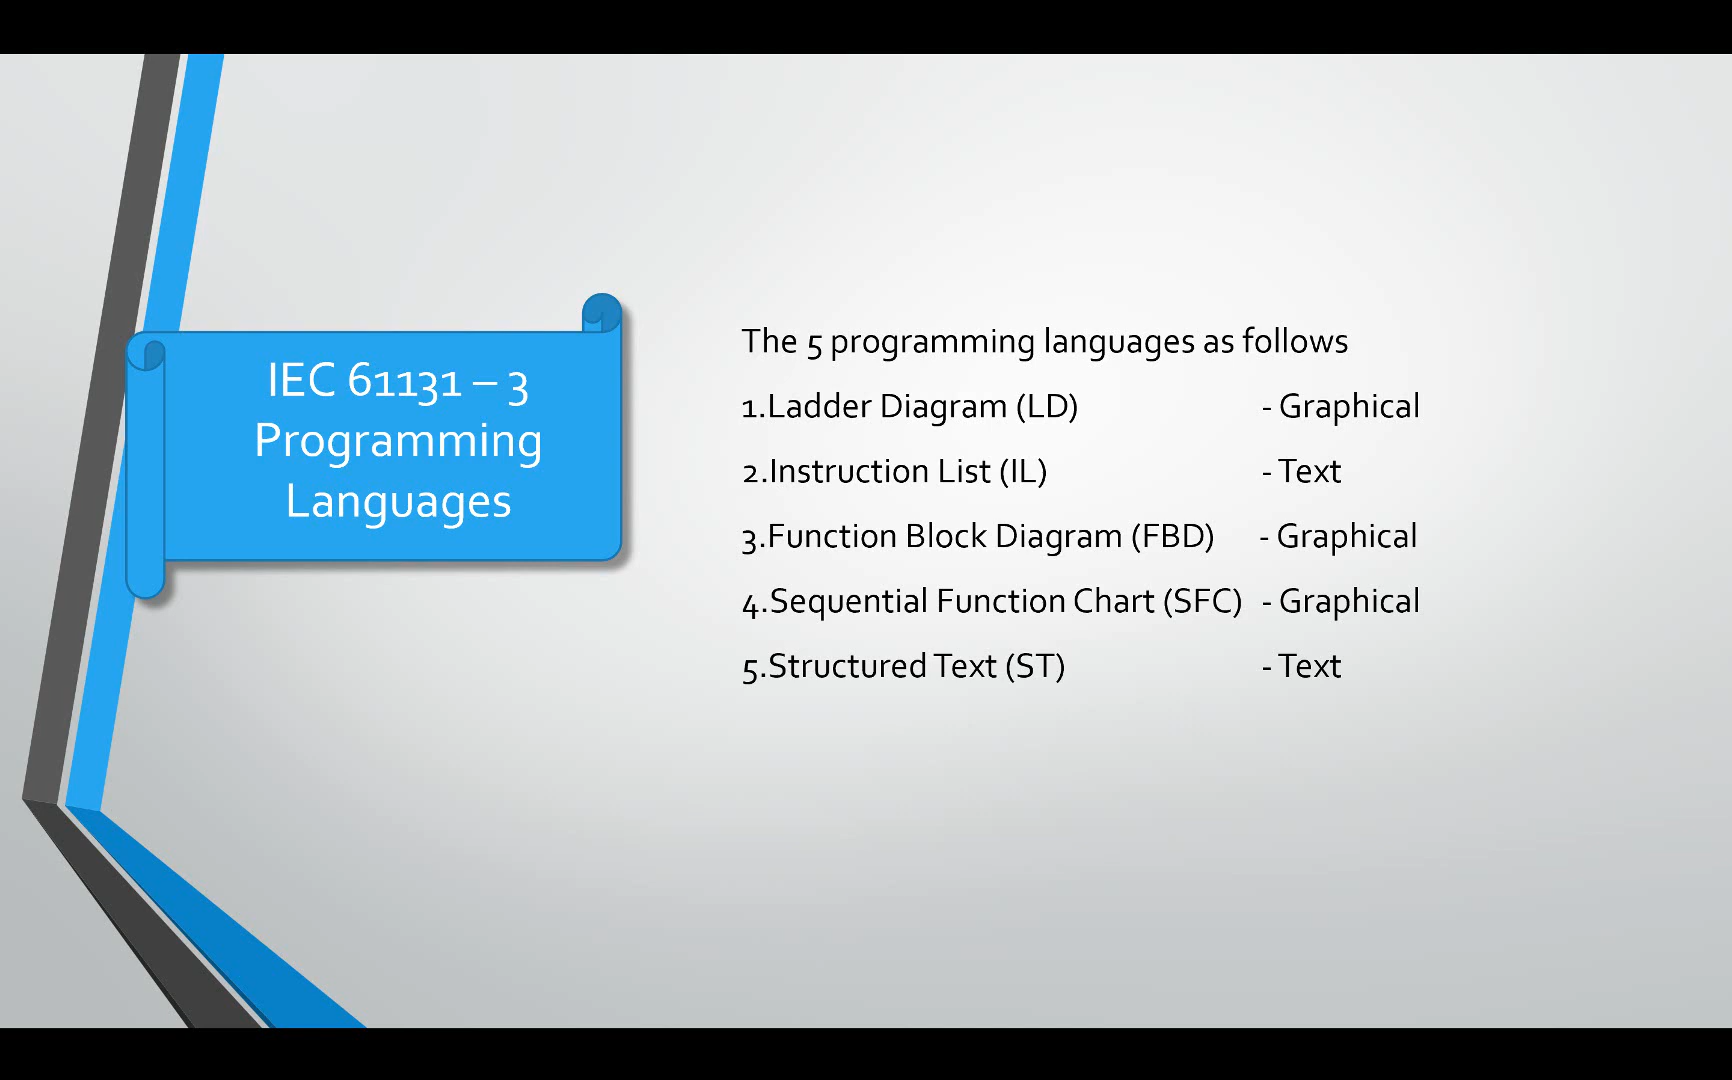 IEC 61131 – 3
Programming
Languages
The 5 programming languages as follows
1.Ladder Diagram (LD) - Graphical
2.Instruction List (IL) - Text
3.Function Block Diagram (FBD) - Graphical
4.Sequential Function Chart (SFC) - Graphical
5.Structured Text (ST) - Text